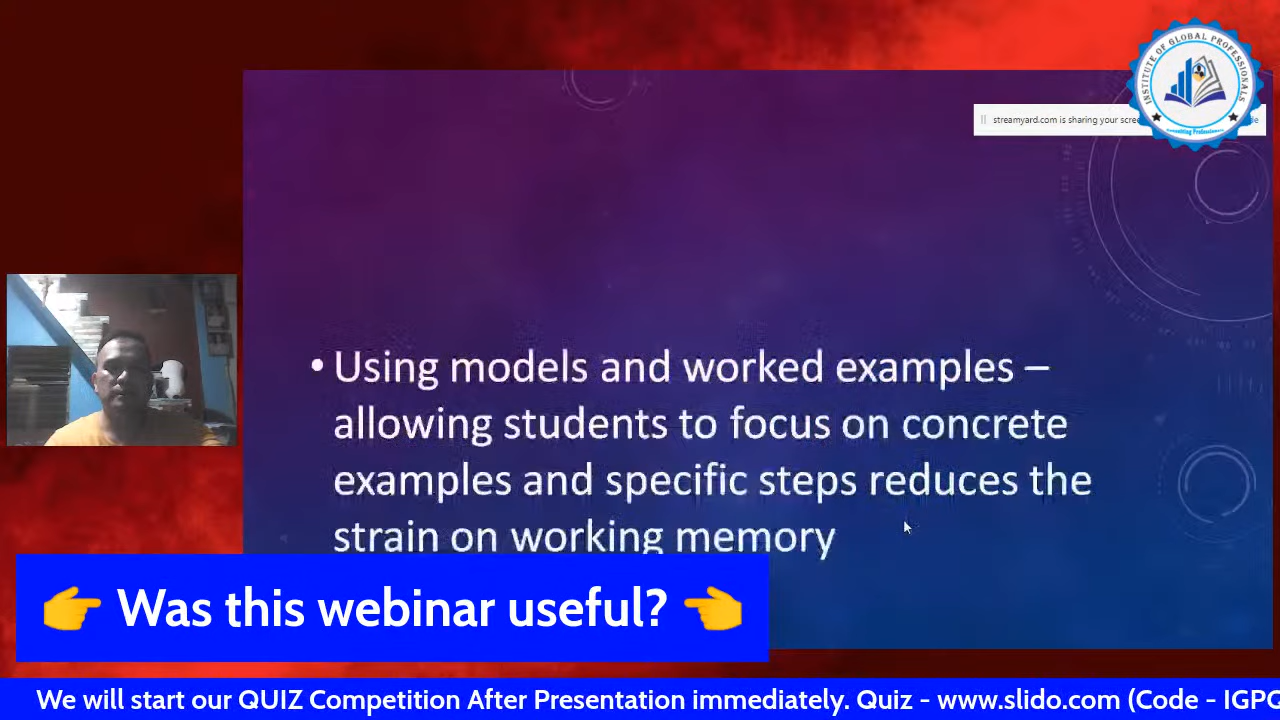 INSTITUTE OF GLOBAL PROFESSIONALS
streamyard.com is sharing your
• Using models and worked examples –
allowing students to focus on concrete
examples and specific steps reduces the
strain on working memory
👉 Was this webinar useful? 👈
We will start our QUIZ Competition After Presentation immediately. Quiz - www.slido.com (Code - IGPC